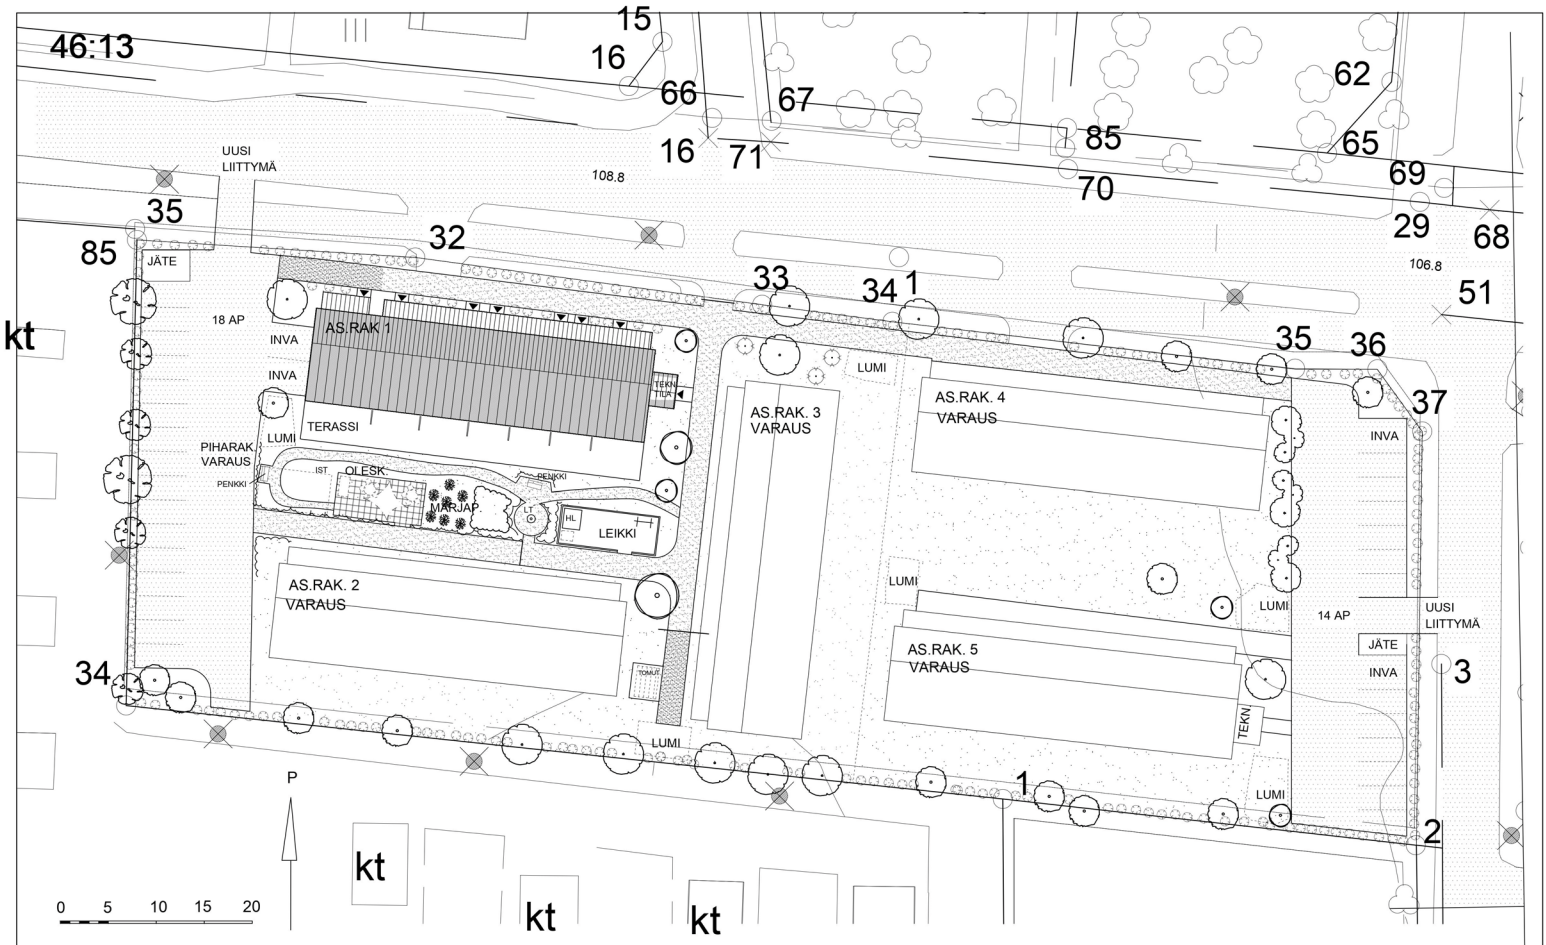 46:13
15
16
66
67
62
16
71
85
65
70
69
29
68
UUSI
LIITTYMÄ
108.8
106.8
35
85
JÄTE
32
33
34
1
51
35
36
37
kt
18 AP
INVA
INVA
AS.RAK 1
TEKN.
TILA
TERASSI
LUMI
PIHARAK.
VARAUS
PENKKI
IST
OLESK.
PENKKI
MARJAP.
LT
HL
LEIKKI
LUMI
AS.RAK. 3
VARAUS
AS.RAK. 4
VARAUS
INVA
AS.RAK. 2
VARAUS
LUMI
AS.RAK. 5
VARAUS
LUMI
14 AP
UUSI
LIITTYMÄ
JÄTE
INVA
3
34
TOMUT.
LUMI
TEKN.
LUMI
1
2
P
kt
kt
kt
0 5 10 15 20